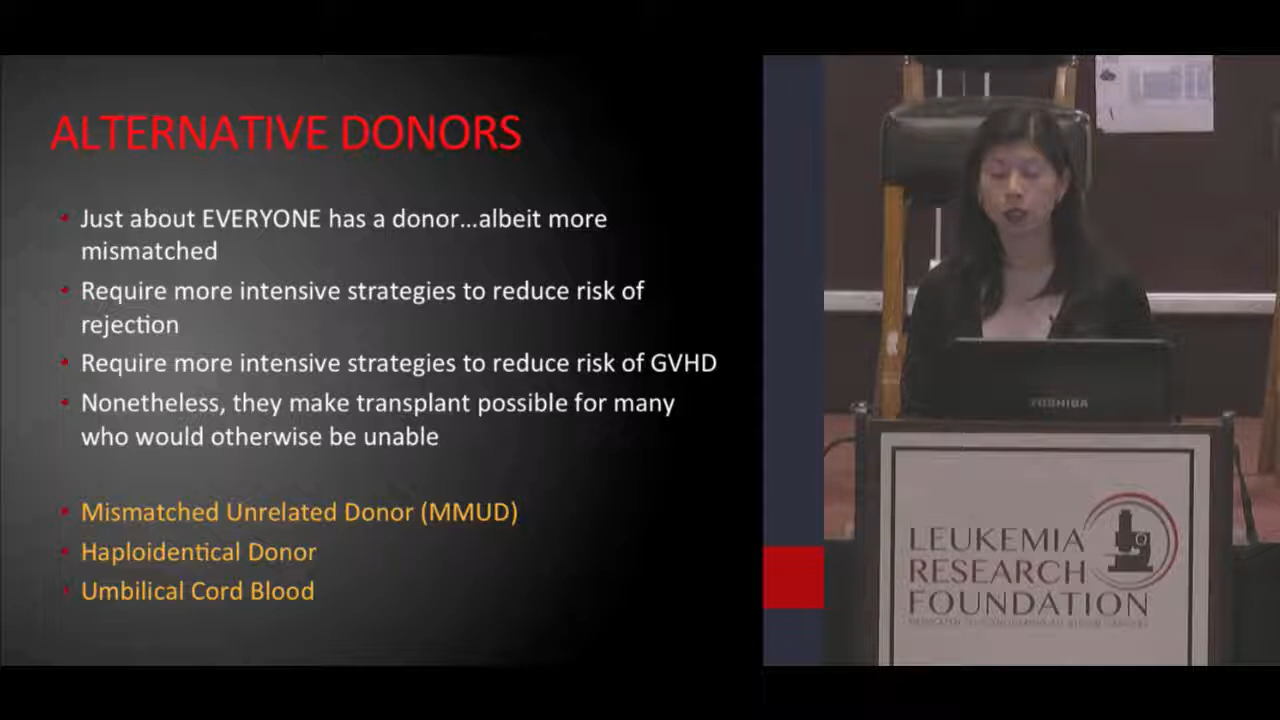 ALTERNATIVE DONORS
• Just about EVERYONE has a donor...albeit more
mismatched
• Require more intensive strategies to reduce risk of
rejection
• Require more intensive strategies to reduce risk of GVHD
• Nonetheless, they make transplant possible for many
who would otherwise be unable
• Mismatched Unrelated Donor (MMUD)
• Haploidentical Donor
• Umbilical Cord Blood
TOSHIBA
LEUKEMIA
RESEARCH
FOUNDATION